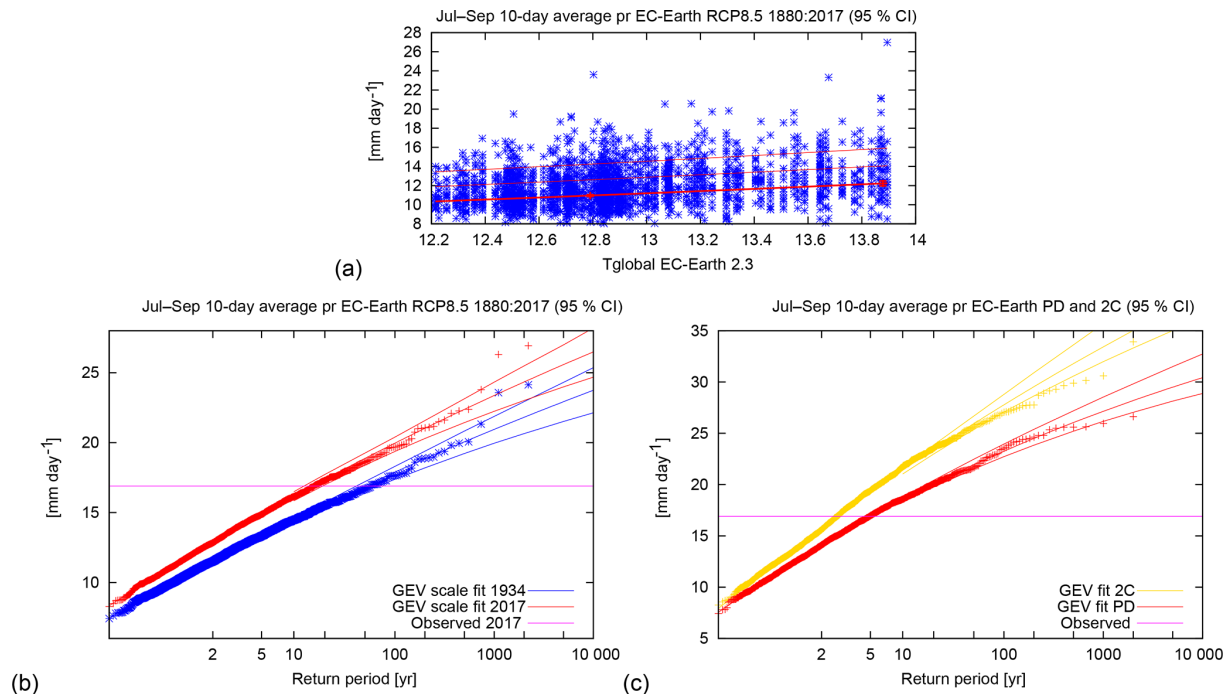 Jul–Sep 10-day average pr EC-Earth RCP8.5 1880:2017 (95 % CI)
28
26
24
22
20
18
16
14
12
10
8
[mm day⁻¹]
12.2 12.4 12.6 12.8 13 13.2 13.4 13.6 13.8 14
Tglobal EC-Earth 2.3
(a)
Jul–Sep 10-day average pr EC-Earth RCP8.5 1880:2017 (95 % CI)
25
20
15
10
[mm day⁻¹]
GEV scale fit 1934
GEV scale fit 2017
Observed 2017
2 5 10 100 1000 10 000
Return period [yr]
(b)
Jul–Sep 10-day average pr EC-Earth PD and 2C (95 % CI)
35
30
25
20
15
10
5
[mm day⁻¹]
GEV fit 2C
GEV fit PD
Observed
2 5 10 100 1000 10 000
Return period [yr]
(c)